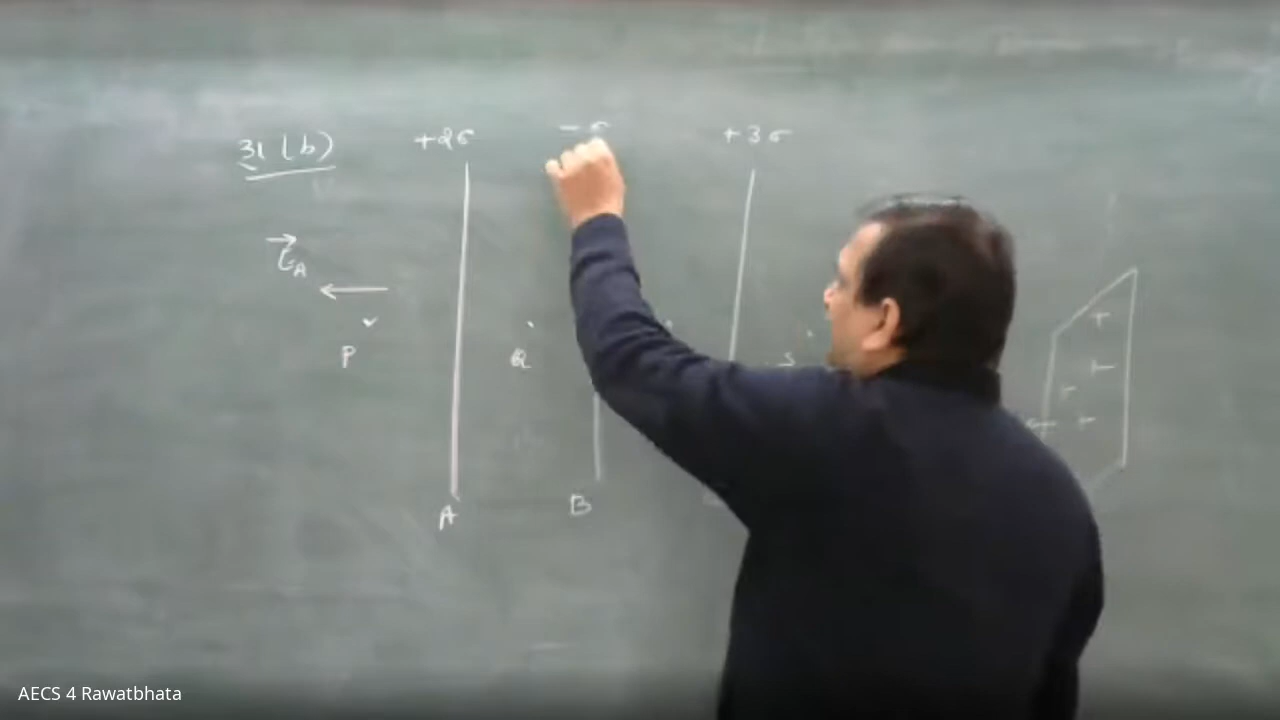 31 (b)
+2σ
-σ
+3σ
→
E_A
←
P
Q
S
A
B
+
+
+
+
AECS 4 Rawatbhata